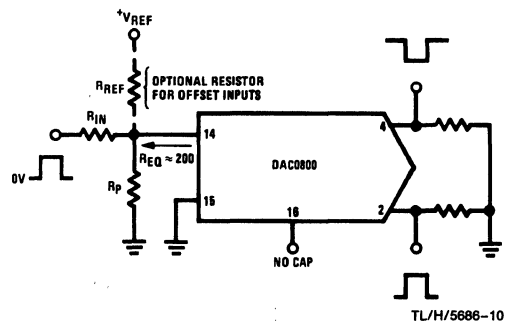 +VREF
RREF
OPTIONAL RESISTOR
FOR OFFSET INPUTS
RIN
0V
RP
REQ ≈ 200
14
15
16
4
2
DAC0800
NO CAP
TL/H/5686–10